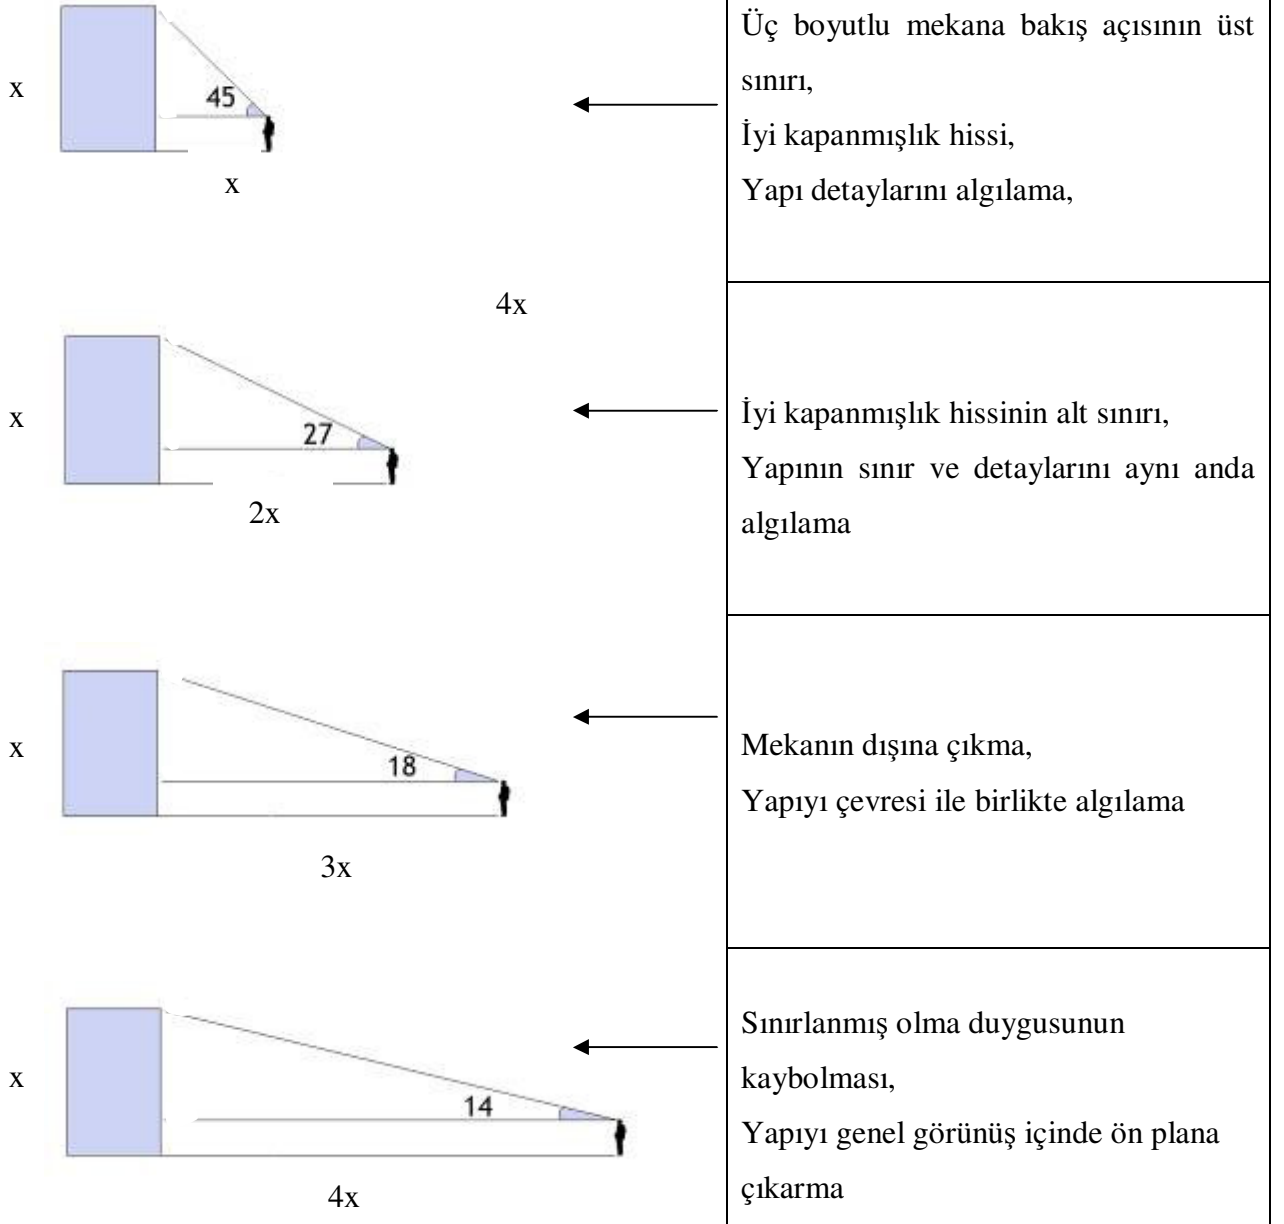 Üç boyutlu mekana bakış açısının üst
sınırı,
İyi kapanmışlık hissi,
Yapı detaylarını algılama,
x
45
x
4x
x
27
2x
İyi kapanmışlık hissinin alt sınırı,
Yapının sınır ve detaylarını aynı anda
algılama
x
18
3x
Mekanın dışına çıkma,
Yapıyı çevresi ile birlikte algılama
x
14
4x
Sınırlanmış olma duygusunun
kaybolması,
Yapıyı genel görünüş içinde ön plana
çıkarma